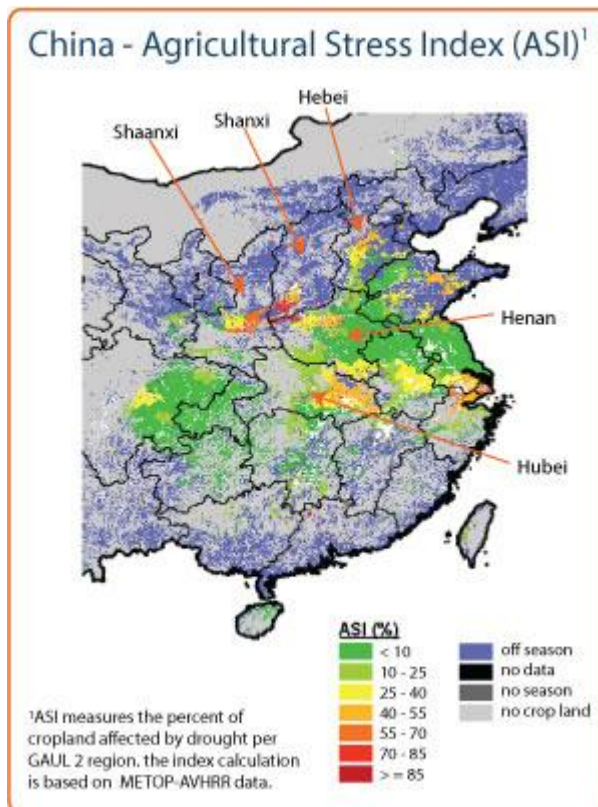 China - Agricultural Stress Index (ASI)¹
Hebei
Shanxi
Shaanxi
Henan
Hubei
ASI (%)
< 10
10 - 25
25 - 40
40 - 55
55 - 70
70 - 85
> = 85
off season
no data
no season
no crop land
¹ASI measures the percent of
cropland affected by drought per
GAUL 2 region. the index calculation
is based on METOP-AVHRR data.